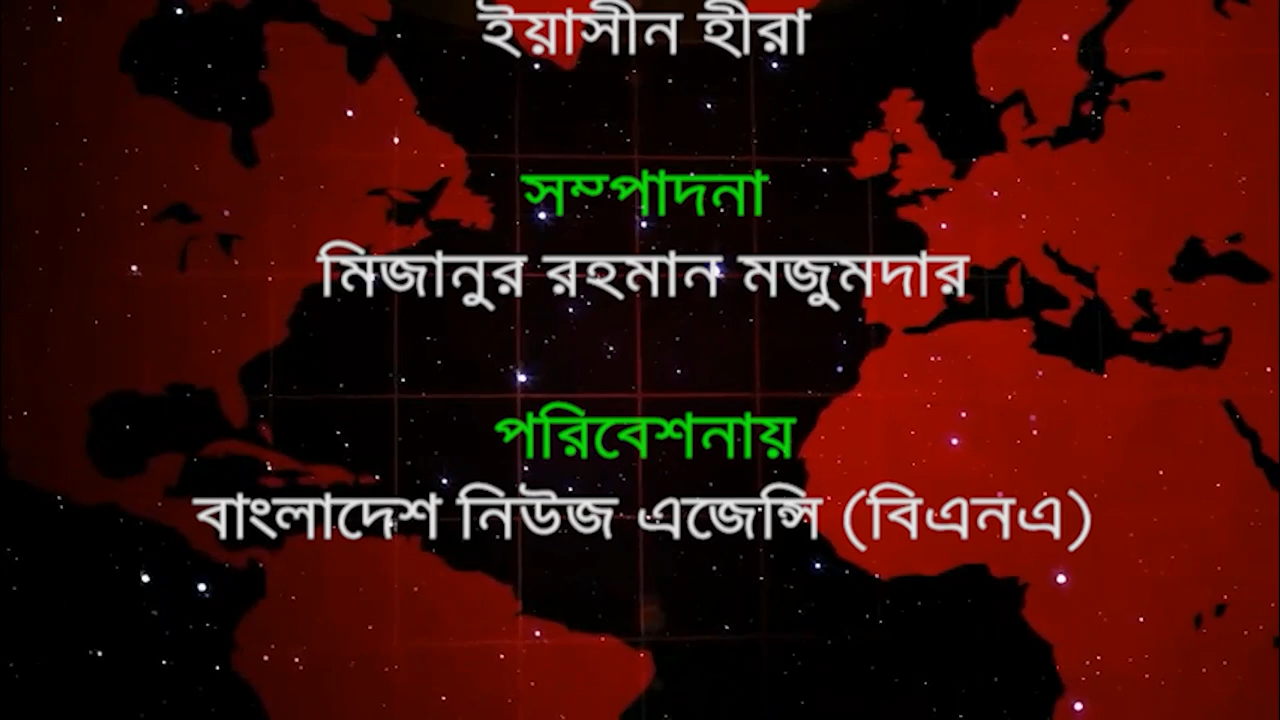 ইয়াসীন হীরা
সম্পাদনা
মিজানুর রহমান মজুমদার
পরিবেশনায়
বাংলাদেশ নিউজ এজেন্সি (বিএনএ)